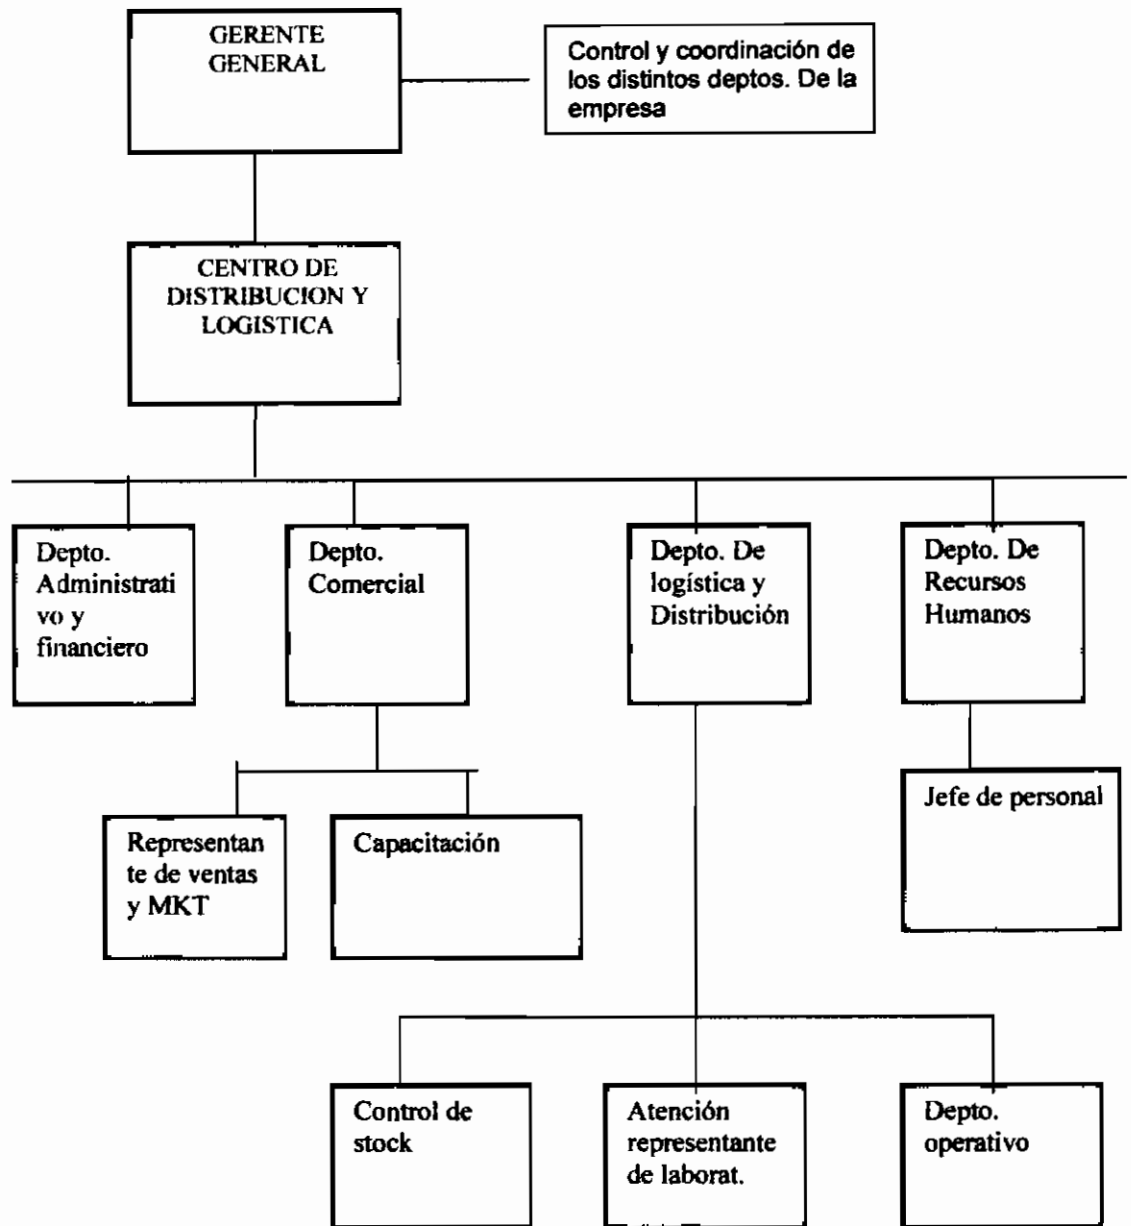 GERENTE
GENERAL
Control y coordinación de
los distintos deptos. De la
empresa
CENTRO DE
DISTRIBUCION Y
LOGISTICA
Depto.
Administrati
vo y
financiero
Depto.
Comercial
Depto. De
logística y
Distribución
Depto. De
Recursos
Humanos
Representan
te de ventas
y MKT
Capacitación
Jefe de personal
Control de
stock
Atención
representante
de laborat.
Depto.
operativo